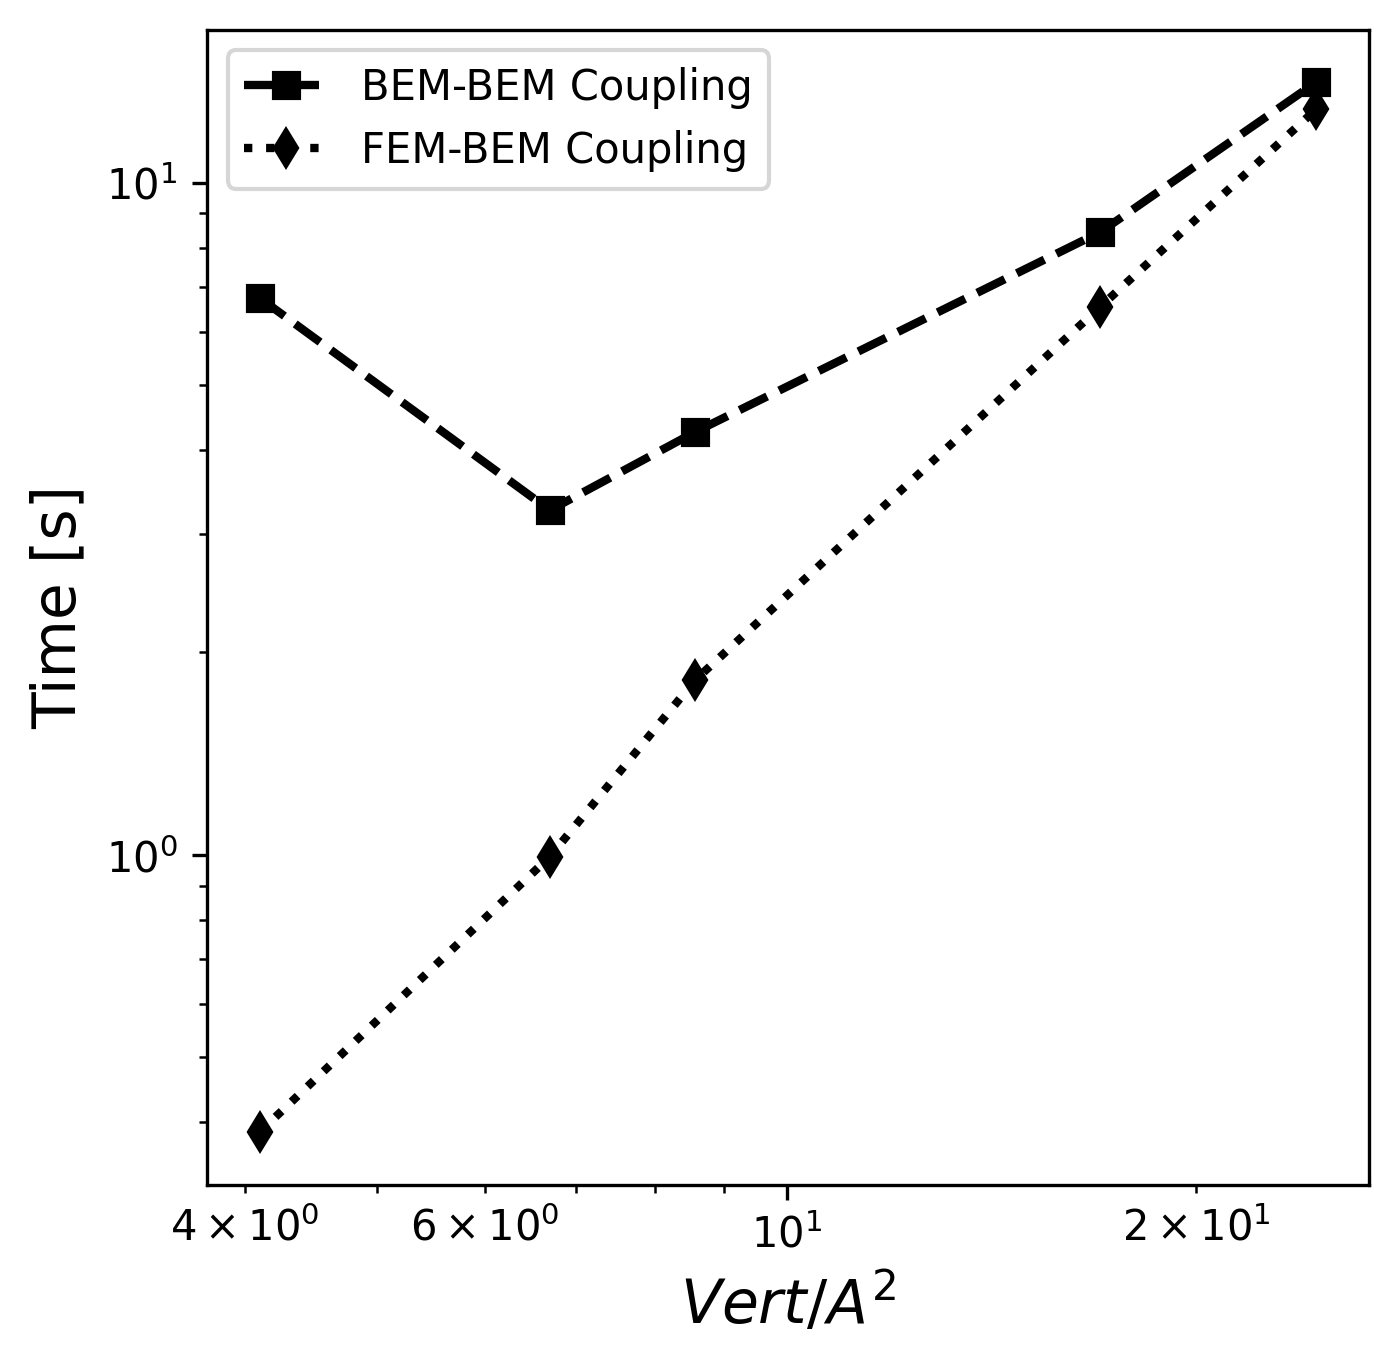 BEM-BEM Coupling
FEM-BEM Coupling
10¹
10⁰
Time [s]
4 × 10⁰ 6 × 10⁰ 10¹ 2 × 10¹
Vert/A²